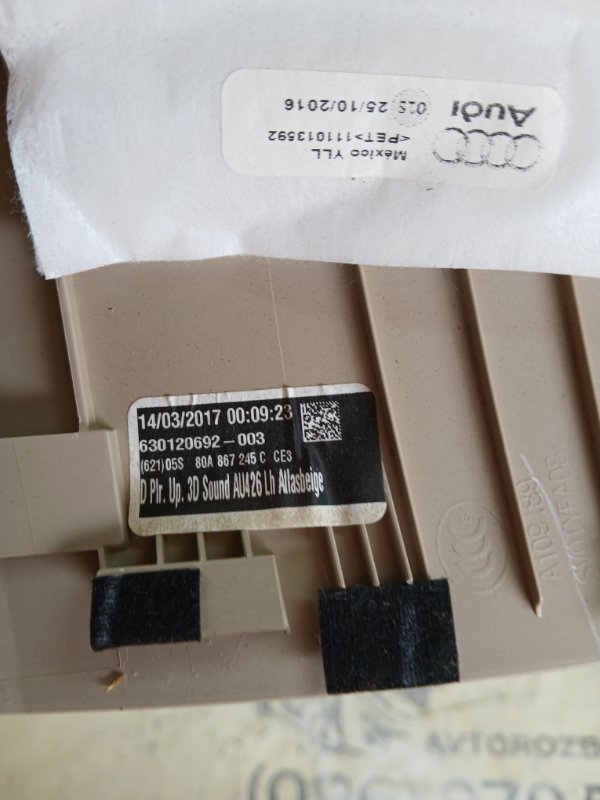 Mexico YLL
<PET>111013592
Audi
02S 25/10/2016
14/03/2017 00:09:23
630120692-003
(621)05S 80A 867 245 C CE3
D Plr. Up. 3D Sound AU426 Lh Atlasbeige
AVTOROZB